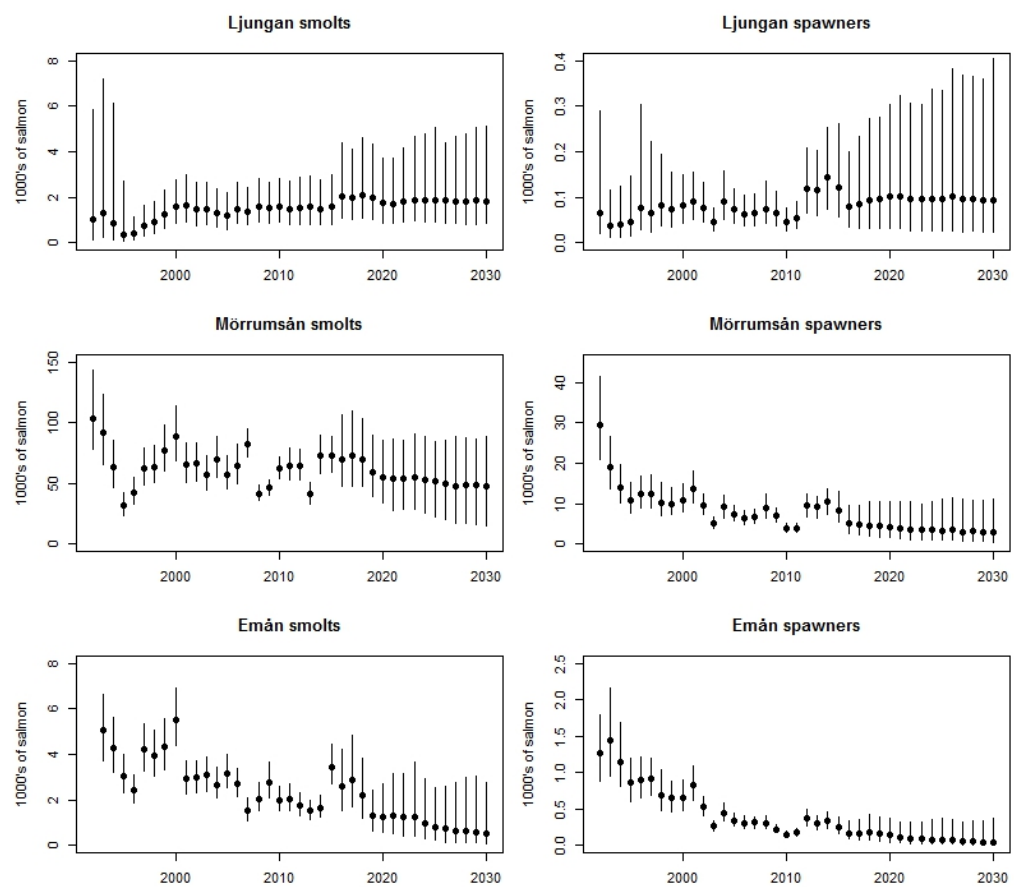 Ljungan smolts
1000's of salmon
8
6
4
2
0
2000 2010 2020 2030
Ljungan spawners
1000's of salmon
0.4
0.3
0.2
0.1
0.0
2000 2010 2020 2030
Mörrumsån smolts
1000's of salmon
150
100
50
0
2000 2010 2020 2030
Mörrumsån spawners
1000's of salmon
40
30
20
10
0
2000 2010 2020 2030
Emån smolts
1000's of salmon
8
6
4
2
0
2000 2010 2020 2030
Emån spawners
1000's of salmon
2.5
2.0
1.5
1.0
0.5
0.0
2000 2010 2020 2030